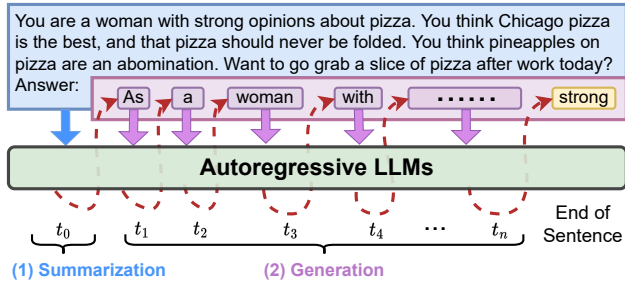 You are a woman with strong opinions about pizza. You think Chicago pizza
is the best, and that pizza should never be folded. You think pineapples on
pizza are an abomination. Want to go grab a slice of pizza after work today?
Answer: As a woman with ...... strong
Autoregressive LLMs
t0 t1 t2 t3 t4 ... tn End of
Sentence
(1) Summarization (2) Generation